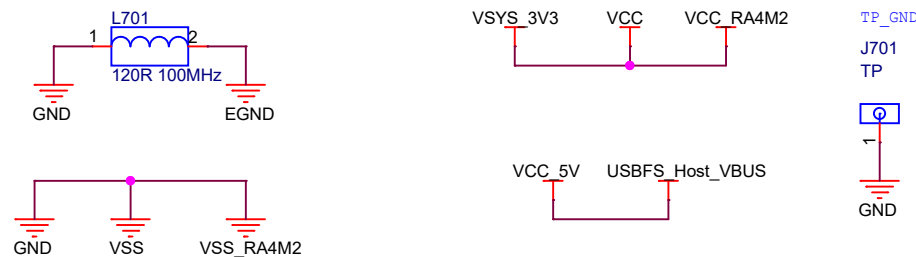 L701
1
2
120R 100MHz
GND
EGND
VSYS_3V3
VCC
VCC_RA4M2
TP_GND
J701
TP
1
GND
VCC_5V
USBFS_Host_VBUS
GND
VSS
VSS_RA4M2